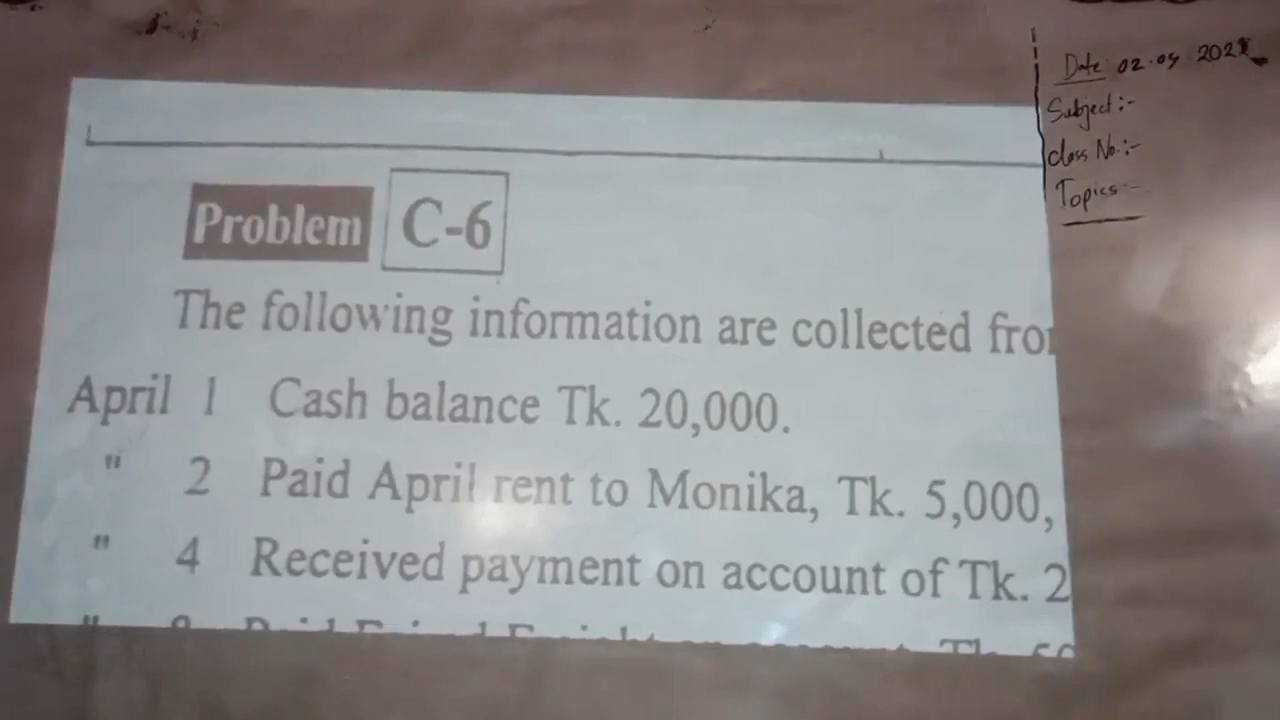 Problem C-6
The following information are collected
April 1 Cash balance Tk. 20,000.
" 2 Paid April rent to Monika, Tk. 5,000,
" 4 Received payment on account of Tk. 2
Date 02.04
Subject:-
class No.:-
Topics:-